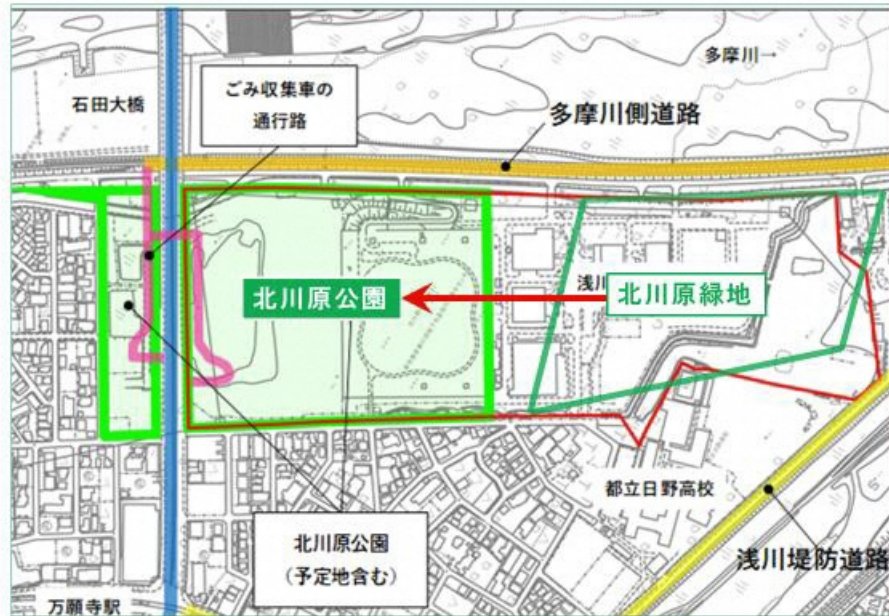 多摩川→
石田大橋
ごみ収集車の
通行路
多摩川側道路
浅川
北川原公園
北川原緑地
都立日野高校
北川原公園
（予定地含む）
浅川堤防道路
万願寺駅